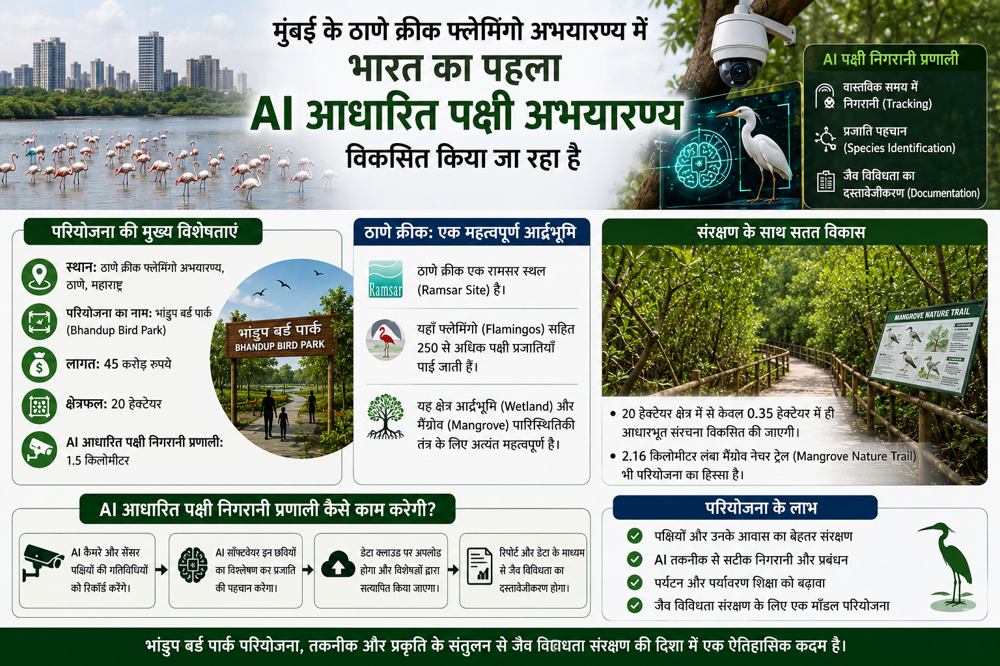 मुंबई के ठाणे क्रीक फ्लेमिंगो अभयारण्य में
भारत का पहला
AI आधारित पक्षी अभयारण्य
विकसित किया जा रहा है
AI पक्षी निगरानी प्रणाली
वास्तविक समय में
निगरानी (Tracking)
प्रजाति पहचान
(Species Identification)
जैव विविधता का
दस्तावेजीकरण (Documentation)
परियोजना की मुख्य विशेषताएं
स्थान: ठाणे क्रीक फ्लेमिंगो अभयारण्य,
ठाणे, महाराष्ट्र
परियोजना का नाम: भांडुप बर्ड पार्क
(Bhandup Bird Park)
लागत: 45 करोड़ रुपये
क्षेत्रफल: 20 हेक्टेयर
AI आधारित पक्षी निगरानी प्रणाली:
1.5 किलोमीटर
भांडुप बर्ड पार्क
BHANDUP BIRD PARK
ठाणे क्रीक: एक महत्वपूर्ण आर्द्रभूमि
Ramsar
ठाणे क्रीक एक रामसर स्थल
(Ramsar Site) है।
यहाँ फ्लेमिंगो (Flamingos) सहित
250 से अधिक पक्षी प्रजातियाँ
पाई जाती हैं।
यह क्षेत्र आर्द्रभूमि (Wetland) और
मैंग्रोव (Mangrove) पारिस्थितिकी
तंत्र के लिए अत्यंत महत्वपूर्ण है।
संरक्षण के साथ सतत विकास
MANGROVE NATURE TRAIL
• 20 हेक्टेयर क्षेत्र में से केवल 0.35 हेक्टेयर में ही
आधारभूत संरचना विकसित की जाएगी।
• 2.16 किलोमीटर लंबा मैंग्रोव नेचर ट्रेल (Mangrove Nature Trail)
भी परियोजना का हिस्सा है।
AI आधारित पक्षी निगरानी प्रणाली कैसे काम करेगी?
AI कैमरे और सेंसर
पक्षियों की गतिविधियों
को रिकॉर्ड करेंगे।
AI सॉफ्टवेयर इन छवियों
का विश्लेषण कर प्रजाति
की पहचान करेगा।
डेटा क्लाउड पर अपलोड
होगा और विशेषज्ञों द्वारा
सत्यापित किया जाएगा।
रिपोर्ट और डेटा के माध्यम
से जैव विविधता का
दस्तावेजीकरण होगा।
परियोजना के लाभ
पक्षियों और उनके आवास का बेहतर संरक्षण
AI तकनीक से सटीक निगरानी और प्रबंधन
पर्यटन और पर्यावरण शिक्षा को बढ़ावा
जैव विविधता संरक्षण के लिए एक मॉडल परियोजना
भांडुप बर्ड पार्क परियोजना, तकनीक और प्रकृति के संतुलन से जैव विविधता संरक्षण की दिशा में एक ऐतिहासिक कदम है।